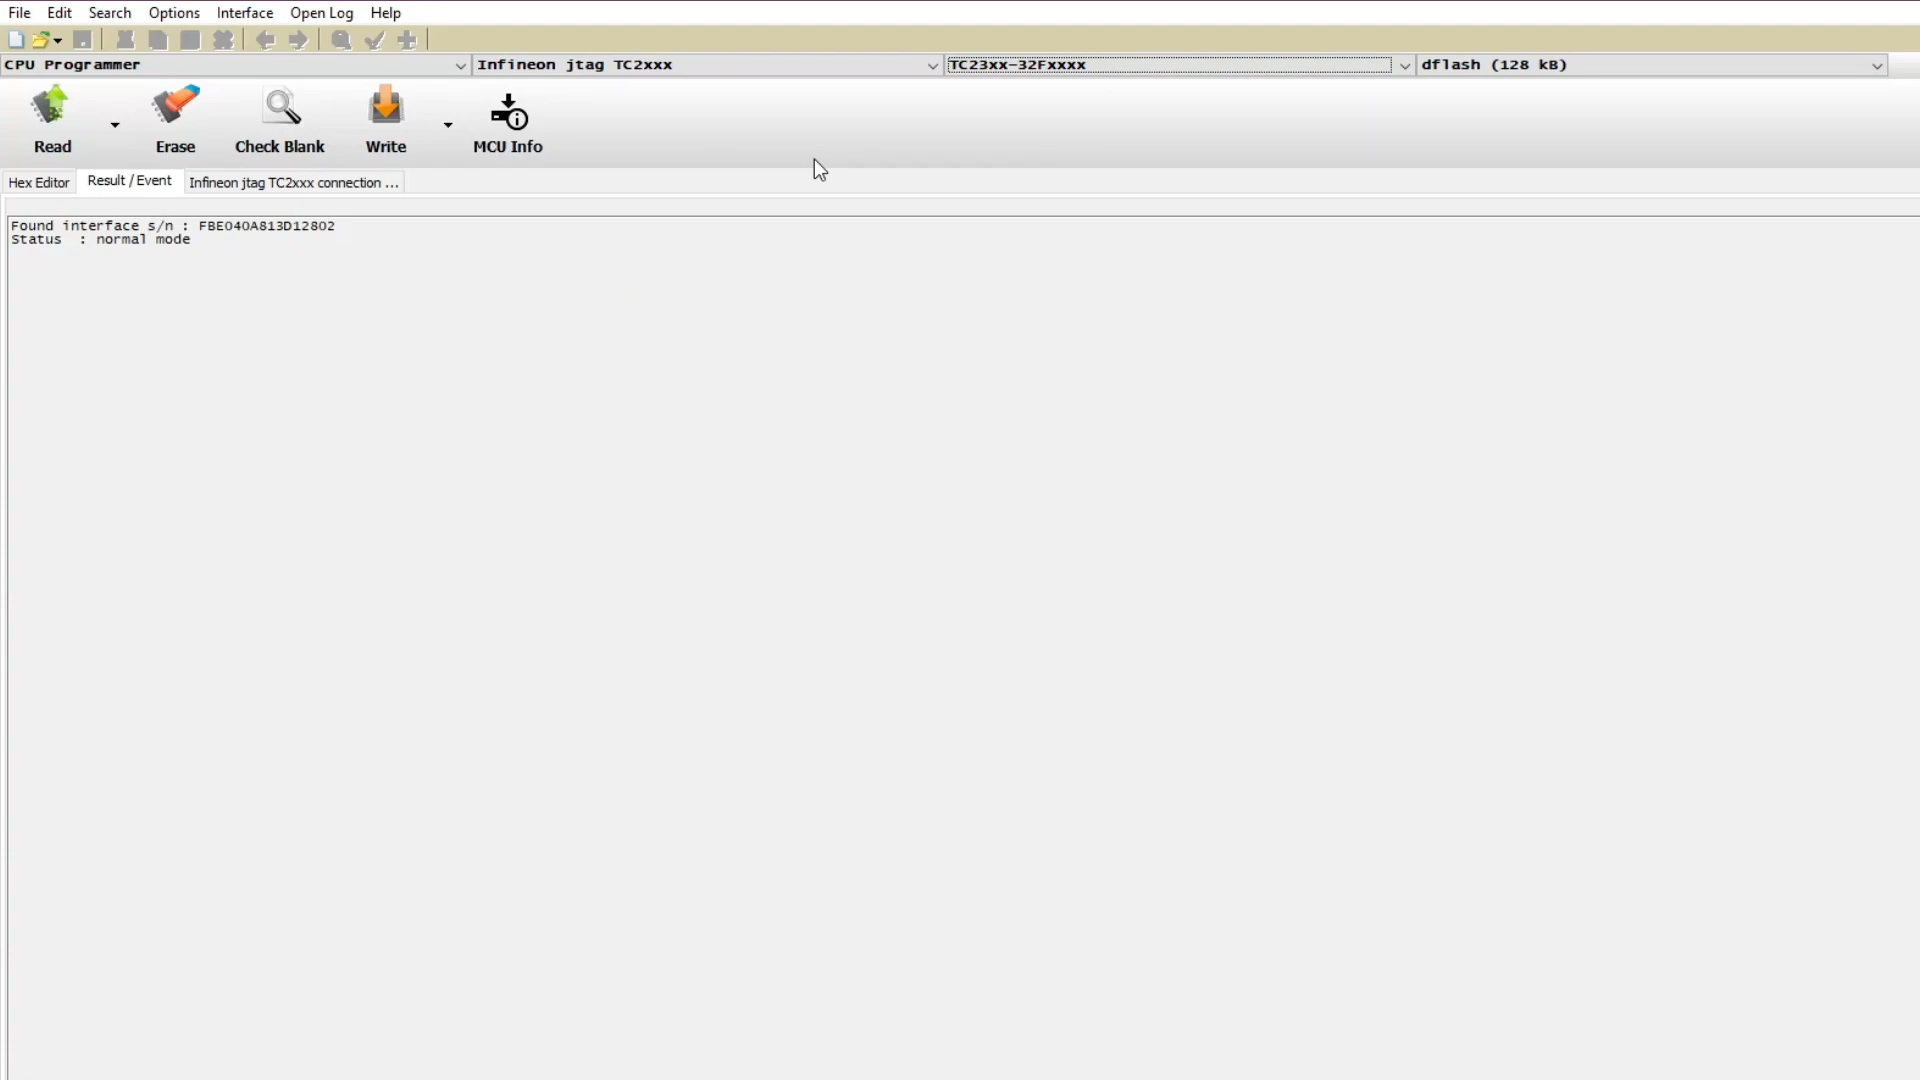 File Edit Search Options Interface Open Log Help
CPU Programmer Infineon jtag TC2xxx TC23xx-32Fxxxx dflash (128 kB)
Read Erase Check Blank Write MCU Info
Hex Editor Result / Event Infineon jtag TC2xxx connection ...
Found interface s/n : FBE040A813D12802
Status : normal mode